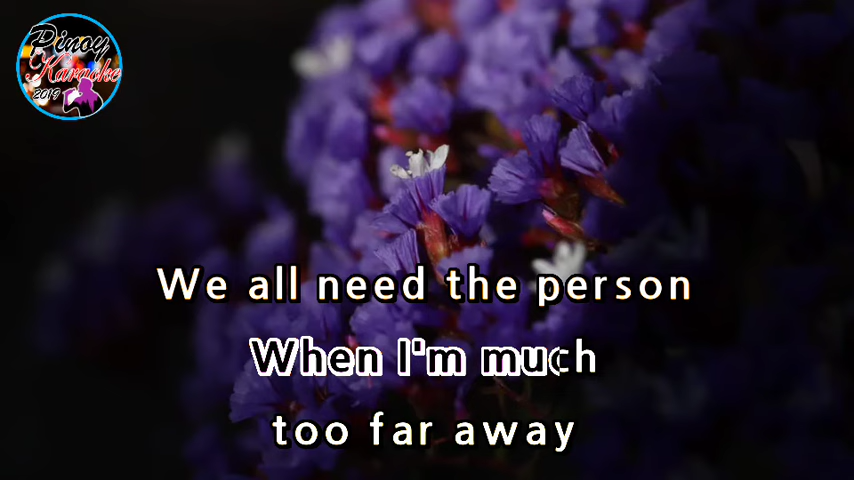 Pinoy
Karaoke
2019
We all need the person
When I'm much
too far away